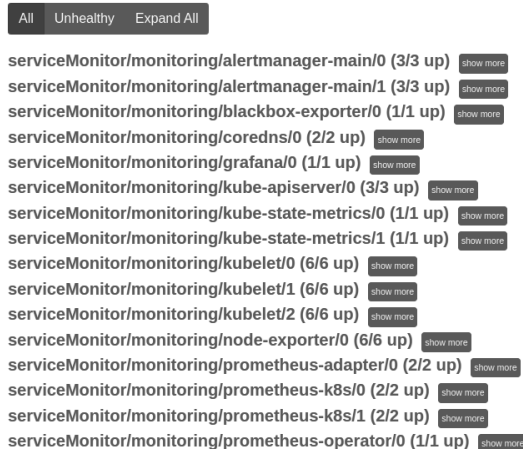 All Unhealthy Expand All
serviceMonitor/monitoring/alertmanager-main/0 (3/3 up) show more
serviceMonitor/monitoring/alertmanager-main/1 (3/3 up) show more
serviceMonitor/monitoring/blackbox-exporter/0 (1/1 up) show more
serviceMonitor/monitoring/coredns/0 (2/2 up) show more
serviceMonitor/monitoring/grafana/0 (1/1 up) show more
serviceMonitor/monitoring/kube-apiserver/0 (3/3 up) show more
serviceMonitor/monitoring/kube-state-metrics/0 (1/1 up) show more
serviceMonitor/monitoring/kube-state-metrics/1 (1/1 up) show more
serviceMonitor/monitoring/kubelet/0 (6/6 up) show more
serviceMonitor/monitoring/kubelet/1 (6/6 up) show more
serviceMonitor/monitoring/kubelet/2 (6/6 up) show more
serviceMonitor/monitoring/node-exporter/0 (6/6 up) show more
serviceMonitor/monitoring/prometheus-adapter/0 (2/2 up) show more
serviceMonitor/monitoring/prometheus-k8s/0 (2/2 up) show more
serviceMonitor/monitoring/prometheus-k8s/1 (2/2 up) show more
serviceMonitor/monitoring/prometheus-operator/0 (1/1 up) show more